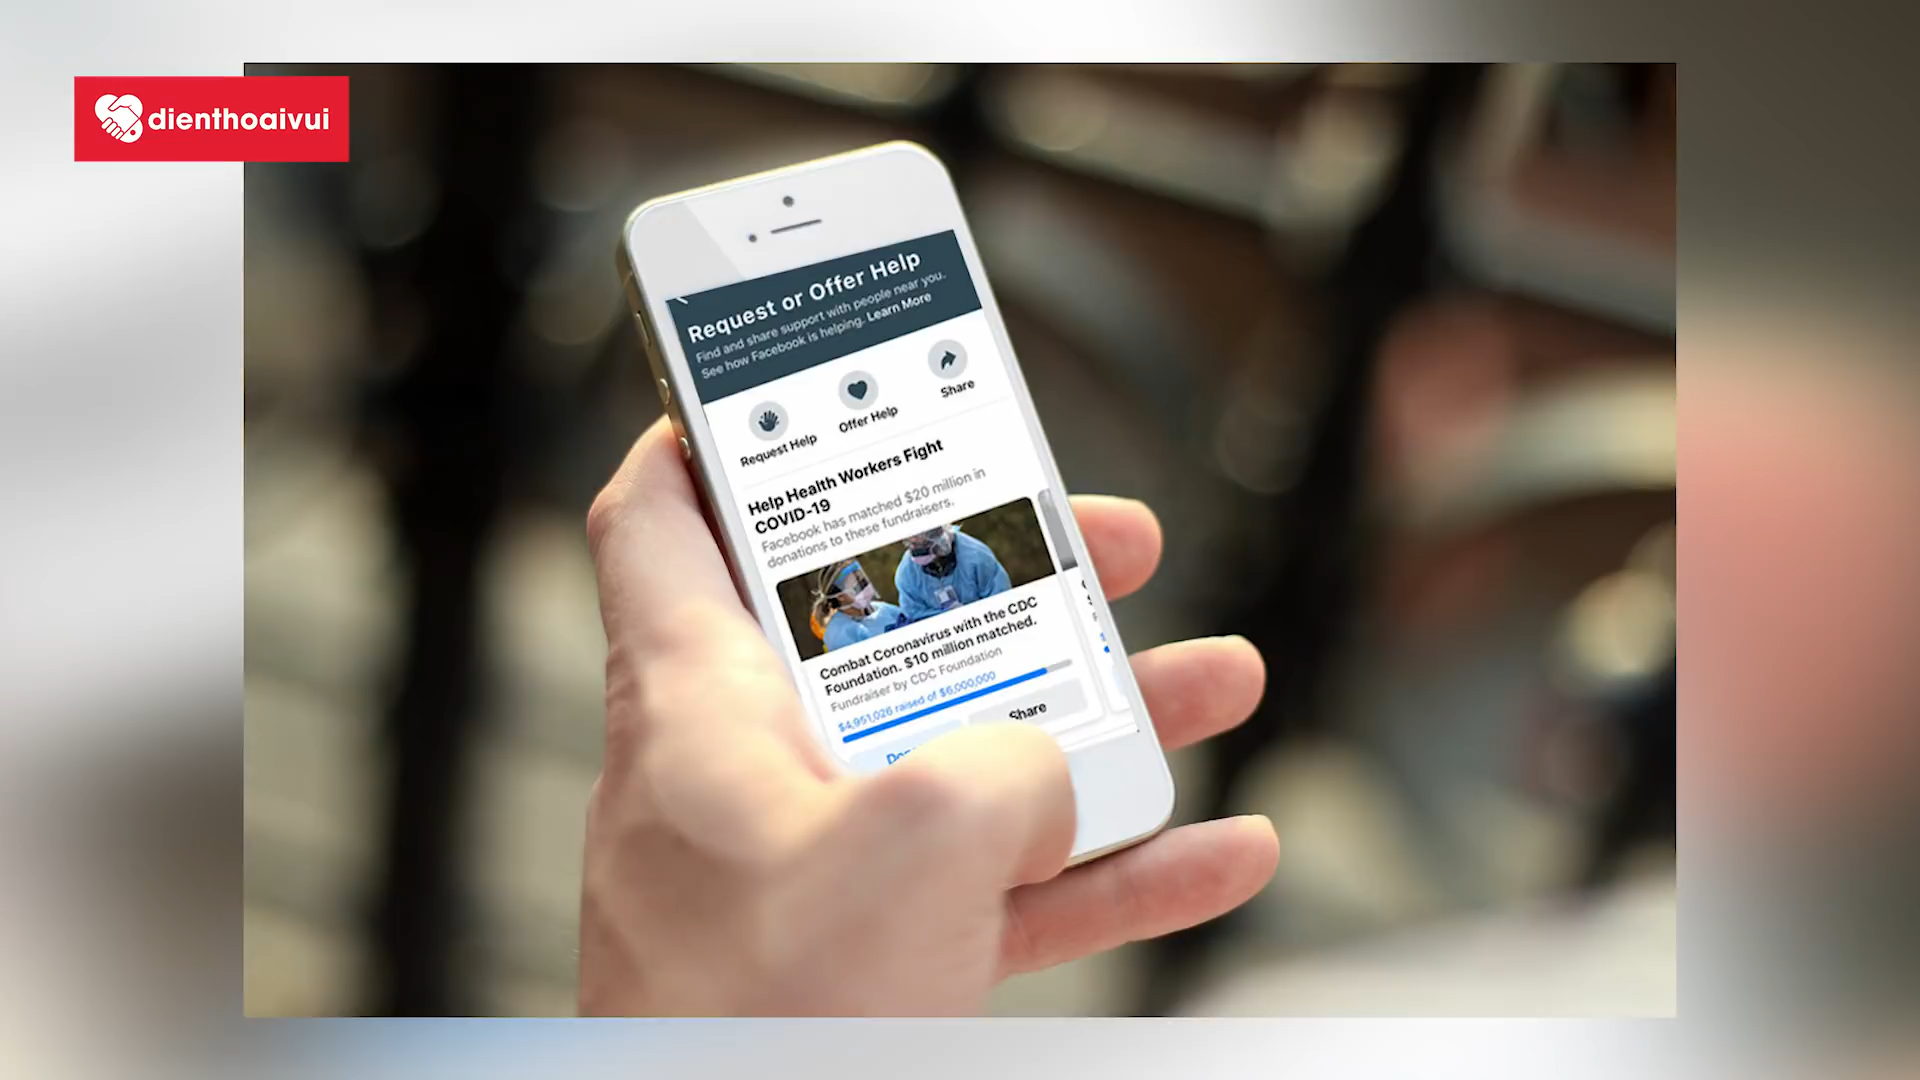 dienthoaivui
Request or Offer Help
Find and share support with people near you.
See how Facebook is helping. Learn More
Request Help
Offer Help
Share
Help Health Workers Fight
COVID-19
Facebook has matched $20 million in
donations to these fundraisers.
Combat Coronavirus with the CDC
Foundation. $10 million matched.
Fundraiser by CDC Foundation
$4,951,026 raised of $6,000,000
Share